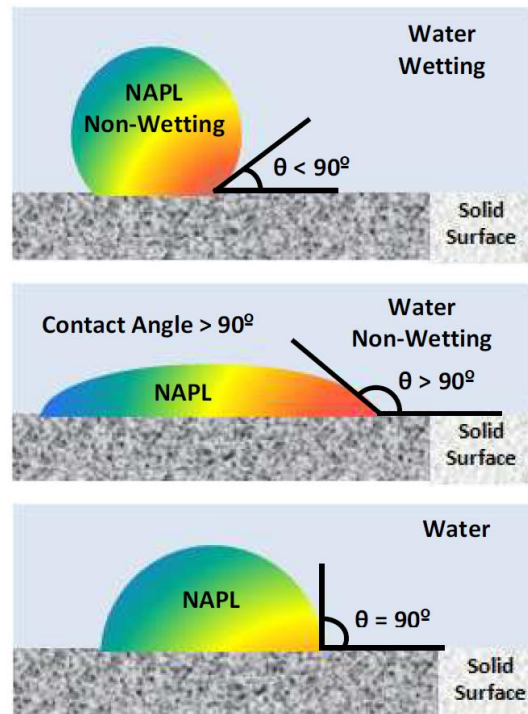 Water
Wetting
NAPL
Non-Wetting
θ < 90º
Solid
Surface
Contact Angle > 90º
Water
Non-Wetting
NAPL
θ > 90º
Solid
Surface
Water
NAPL
θ = 90º
Solid
Surface